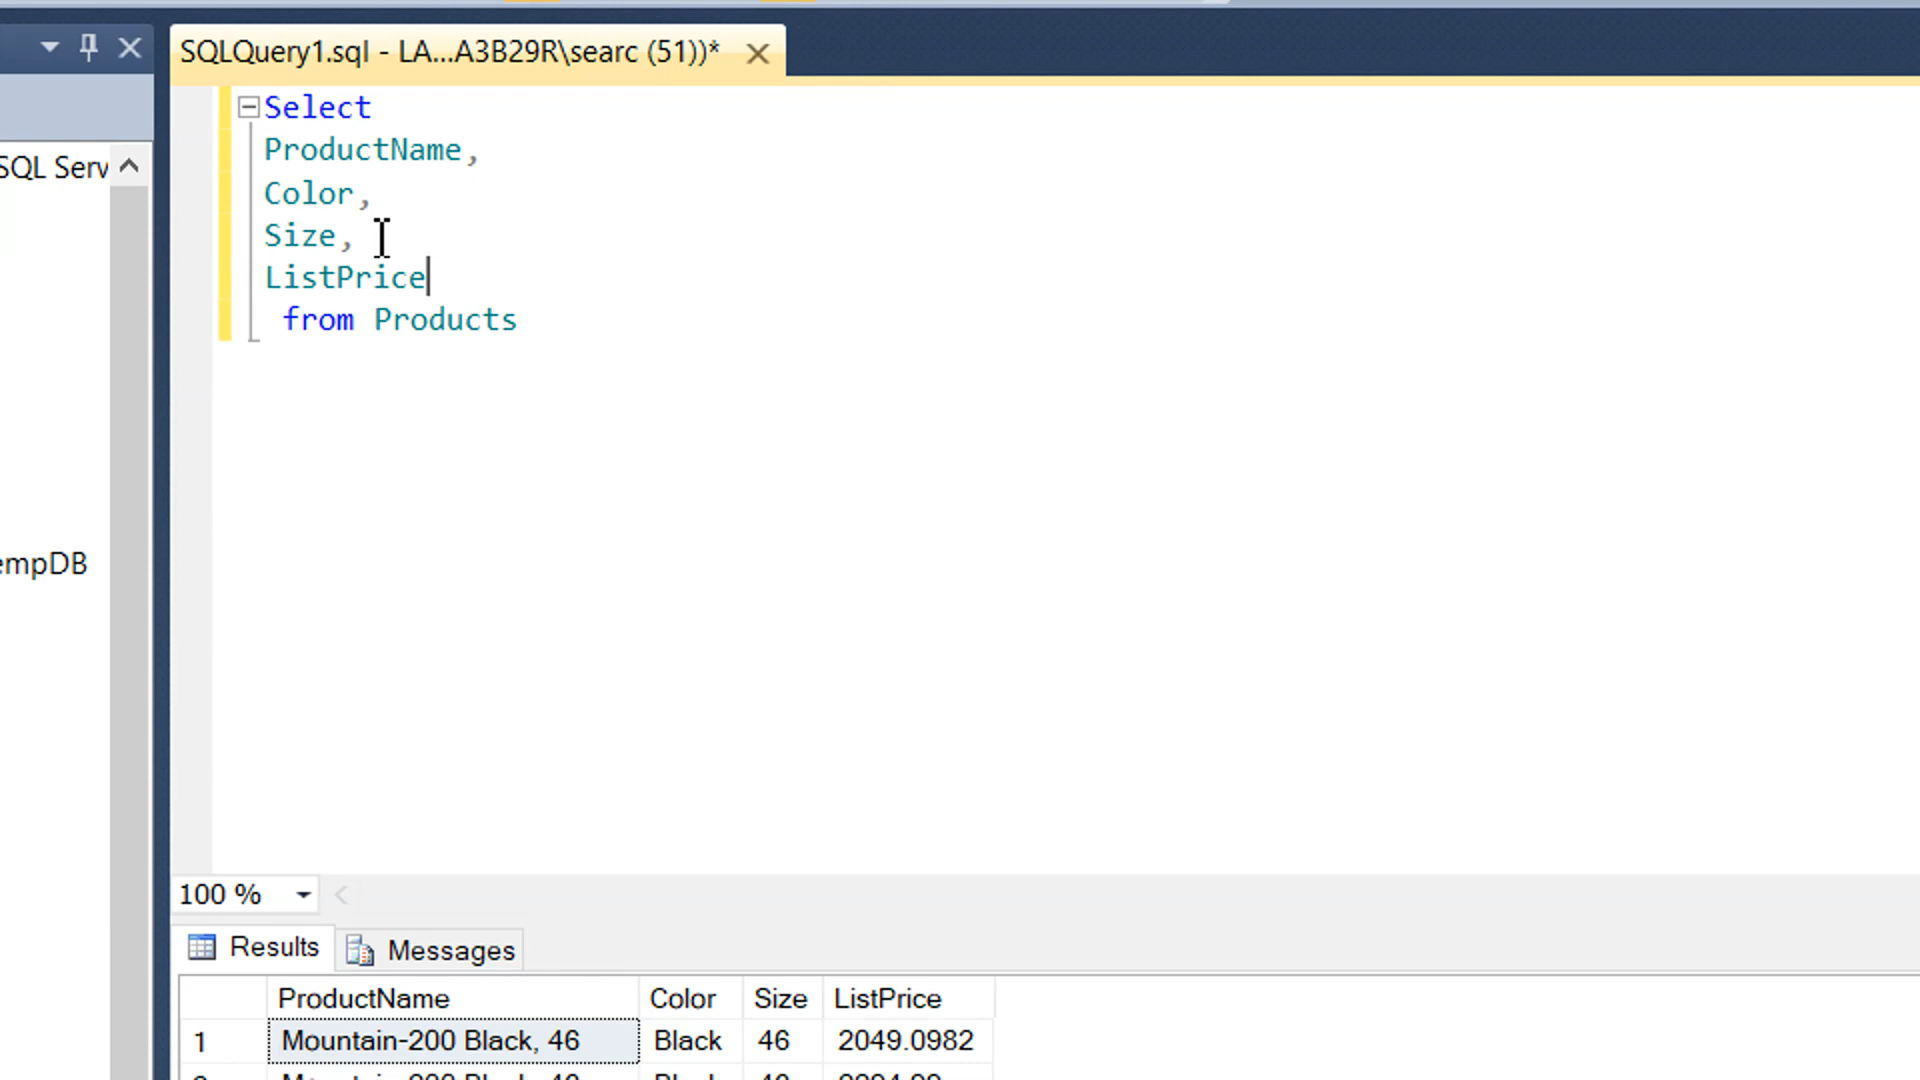 SQLQuery1.sql - LA...A3B29R\searc (51))*
Select
ProductName,
SQL Serv
Color,
Size,
ListPrice
from Products
empDB
100 %
Results Messages
ProductName Color Size ListPrice
1 Mountain-200 Black, 46 Black 46 2049.0982